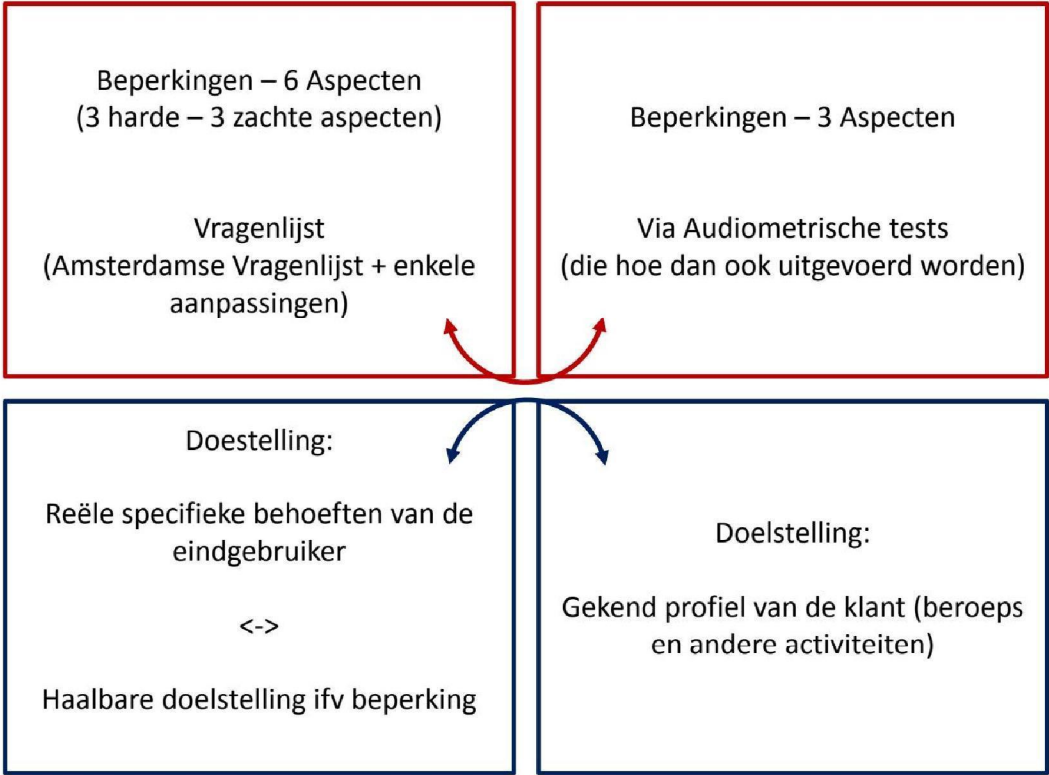 Beperkingen – 6 Aspecten
(3 harde – 3 zachte aspecten)
Vragenlijst
(Amsterdamse Vragenlijst + enkele
aanpassingen)
Beperkingen – 3 Aspecten
Via Audiometrische tests
(die hoe dan ook uitgevoerd worden)
Doestelling:
Reële specifieke behoeften van de
eindgebruiker
<->
Haalbare doelstelling ifv beperking
Doelstelling:
Gekend profiel van de klant (beroeps
en andere activiteiten)